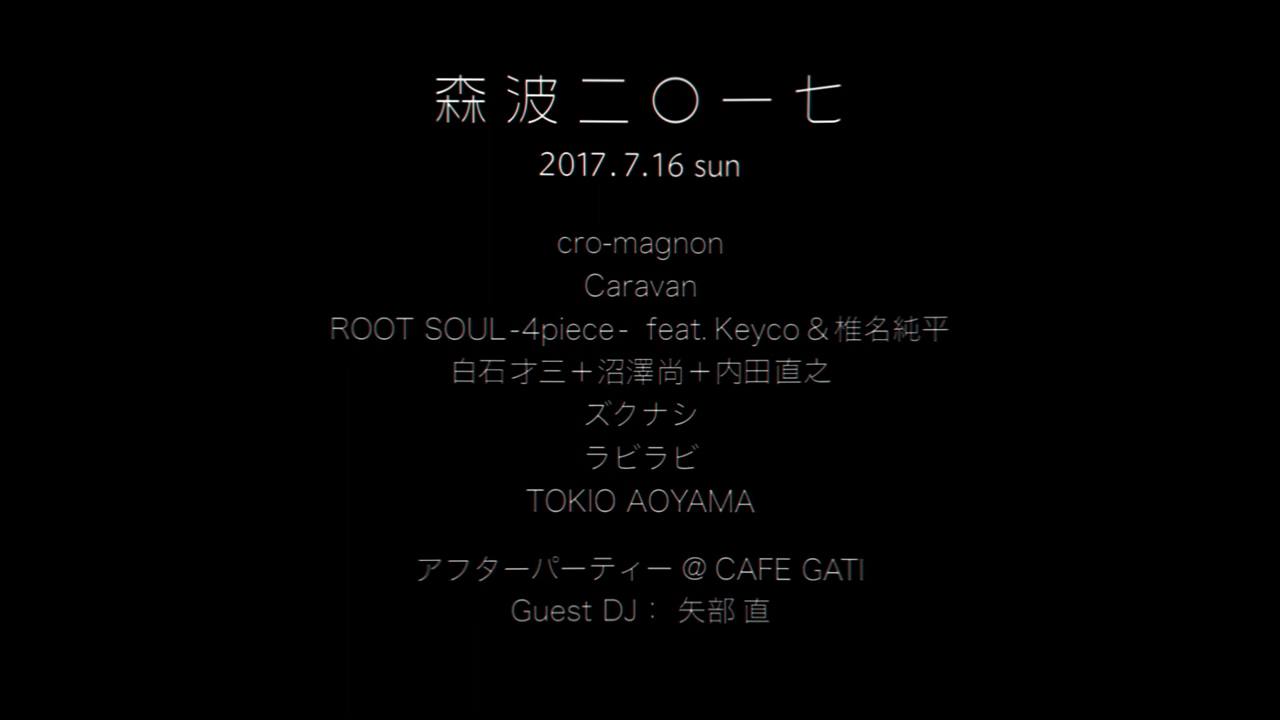 森波二〇一七
2017.7.16 sun
cro-magnon
Caravan
ROOT SOUL -4piece- feat. Keyco & 椎名純平
白石才三＋沼澤尚＋内田直之
ズクナシ
ラビラビ
TOKIO AOYAMA
アフターパーティー @ CAFE GATI
Guest DJ： 矢部 直